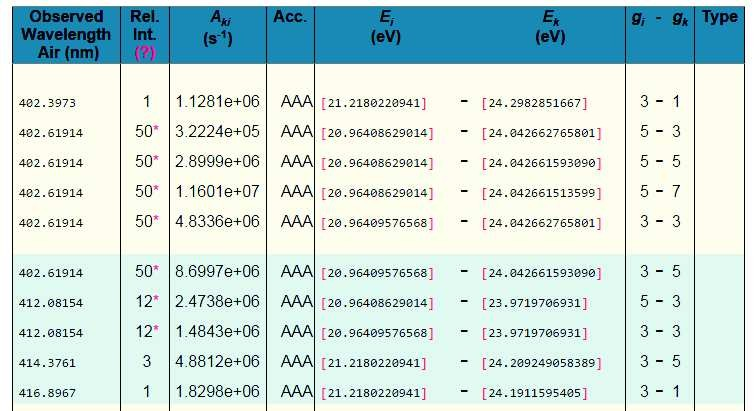 Observed Wavelength Air (nm) Rel. Int. (?) Aki (s-1) Acc. Ei (eV) Ek (eV) gi - gk Type
402.3973 1 1.1281e+06 AAA [21.2180220941] - [24.2982851667] 3 - 1
402.61914 50* 3.2224e+05 AAA [20.96408629014] - [24.042662765801] 5 - 3
402.61914 50* 2.8999e+06 AAA [20.96408629014] - [24.042661593090] 5 - 5
402.61914 50* 1.1601e+07 AAA [20.96408629014] - [24.042661513599] 5 - 7
402.61914 50* 4.8336e+06 AAA [20.96409576568] - [24.042662765801] 3 - 3
402.61914 50* 8.6997e+06 AAA [20.96409576568] - [24.042661593090] 3 - 5
412.08154 12* 2.4738e+06 AAA [20.96408629014] - [23.9719706931] 5 - 3
412.08154 12* 1.4843e+06 AAA [20.96409576568] - [23.9719706931] 3 - 3
414.3761 3 4.8812e+06 AAA [21.2180220941] - [24.209249058389] 3 - 5
416.8967 1 1.8298e+06 AAA [21.2180220941] - [24.1911595405] 3 - 1